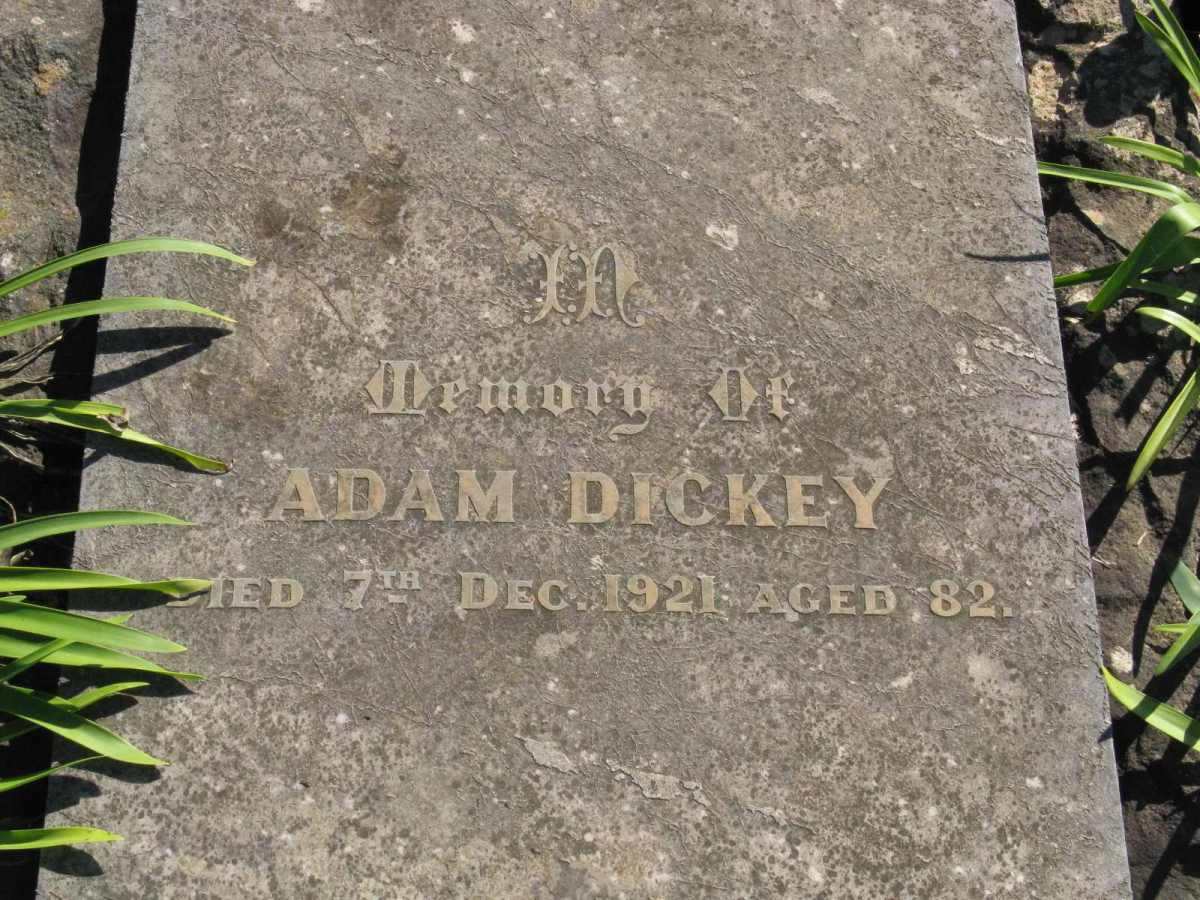 In
Memory Of
ADAM DICKEY
DIED 7TH DEC. 1921 AGED 82.